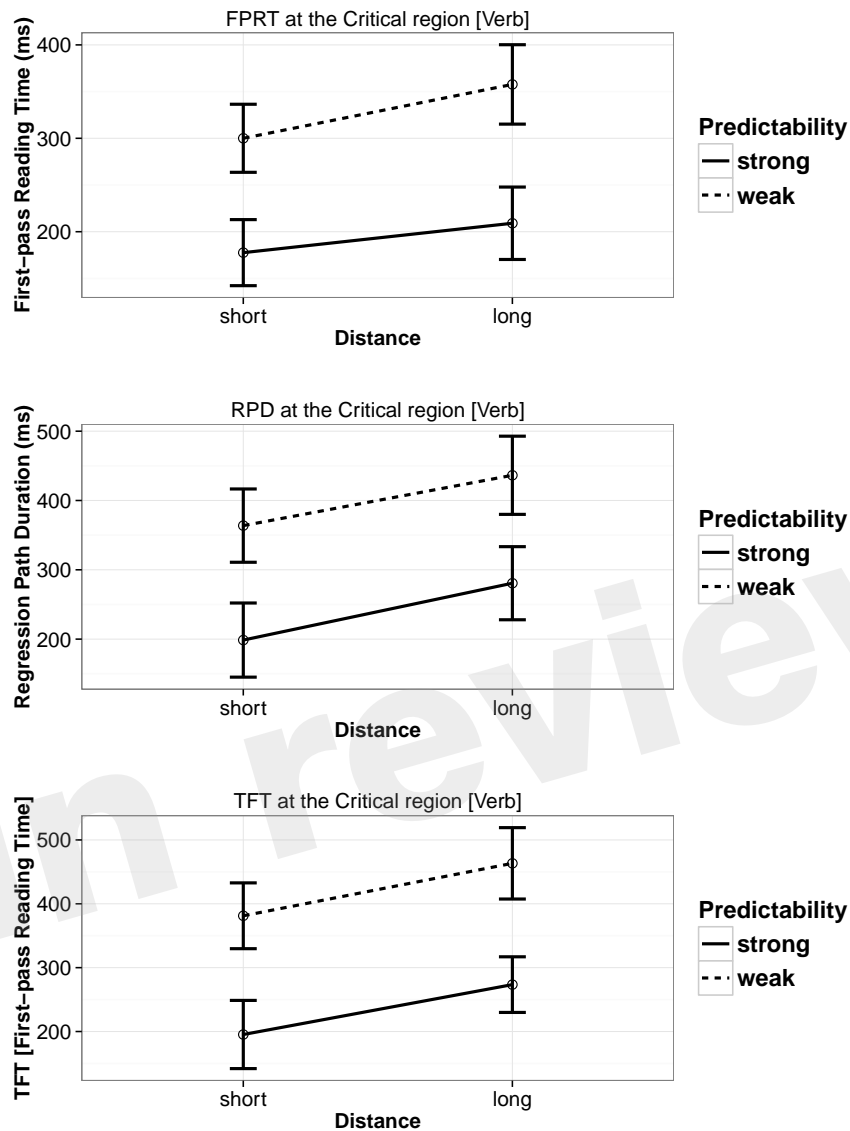 FPRT at the Critical region [Verb]
First−pass Reading Time (ms)
400
300
200
short long
Distance
Predictability
strong
weak
RPD at the Critical region [Verb]
Regression Path Duration (ms)
500
400
300
200
short long
Distance
Predictability
strong
weak
TFT at the Critical region [Verb]
TFT [First−pass Reading Time]
500
400
300
200
short long
Distance
Predictability
strong
weak
In review